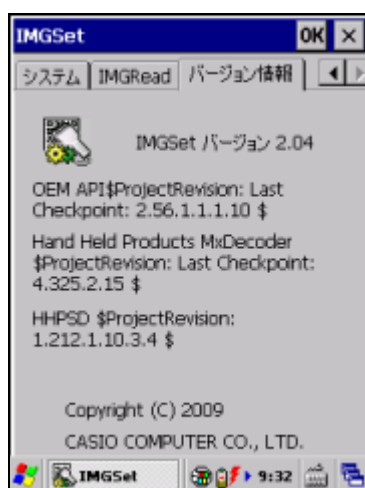 IMGSet OK ×
システム IMGRead バージョン情報
IMGSet バージョン 2.04
OEM API$ProjectRevision: Last
Checkpoint: 2.56.1.1.1.10 $
Hand Held Products MxDecoder
$ProjectRevision: Last Checkpoint:
4.325.2.15 $
HHPSD $ProjectRevision:
1.212.1.10.3.4 $
Copyright (C) 2009
CASIO COMPUTER CO., LTD.
IMGSet 9:32